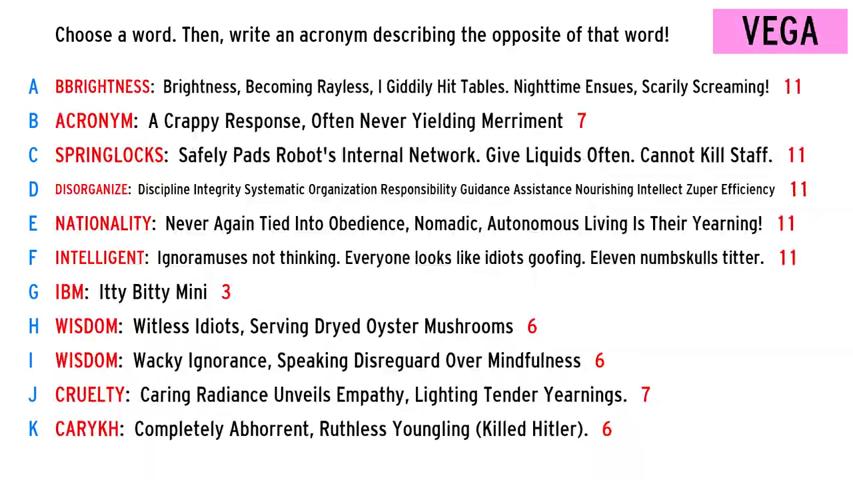 Choose a word. Then, write an acronym describing the opposite of that word!
VEGA
A BBRIGHTNESS: Brightness, Becoming Rayless, I Giddily Hit Tables. Nighttime Ensues, Scarily Screaming! 11
B ACRONYM: A Crappy Response, Often Never Yielding Merriment 7
C SPRINGLOCKS: Safely Pads Robot's Internal Network. Give Liquids Often. Cannot Kill Staff. 11
D DISORGANIZE: Discipline Integrity Systematic Organization Responsibility Guidance Assistance Nourishing Intellect Zuper Efficiency 11
E NATIONALITY: Never Again Tied Into Obedience, Nomadic, Autonomous Living Is Their Yearning! 11
F INTELLIGENT: Ignoramuses not thinking. Everyone looks like idiots goofing. Eleven numbskulls titter. 11
G IBM: Itty Bitty Mini 3
H WISDOM: Witless Idiots, Serving Dryed Oyster Mushrooms 6
I WISDOM: Wacky Ignorance, Speaking Disreguard Over Mindfulness 6
J CRUELTY: Caring Radiance Unveils Empathy, Lighting Tender Yearnings. 7
K CARYKH: Completely Abhorrent, Ruthless Youngling (Killed Hitler). 6